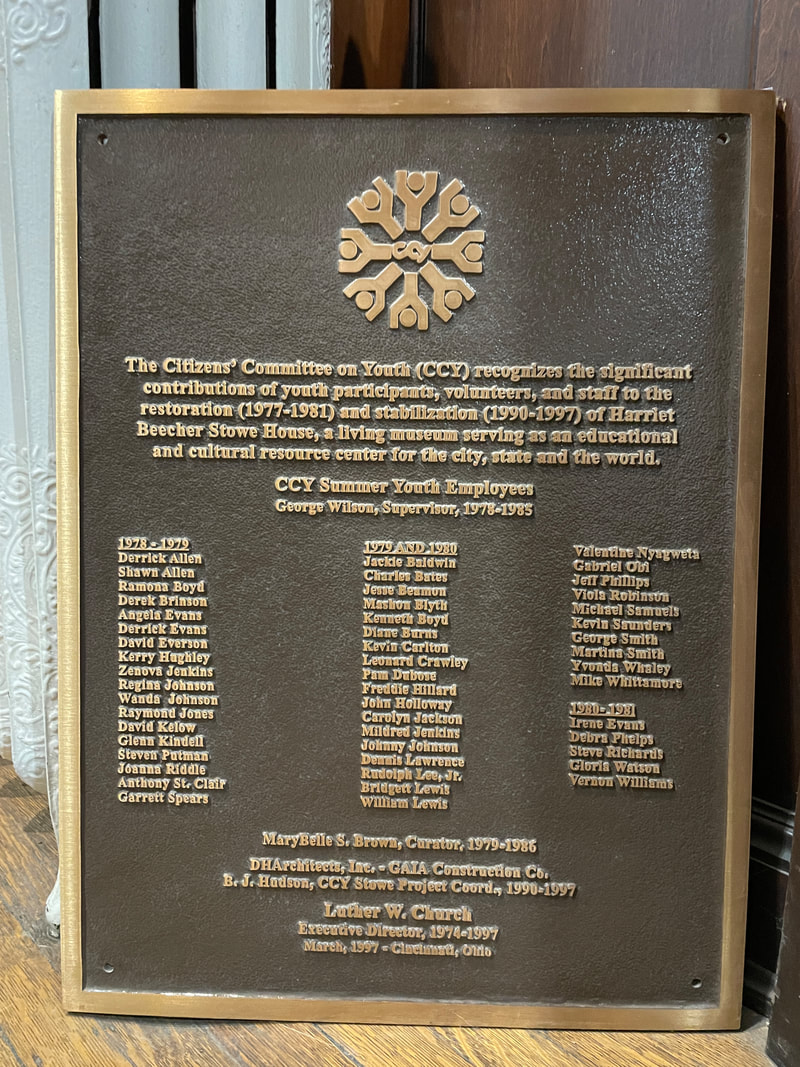 CCY
The Citizens' Committee on Youth (CCY) recognizes the significant
contributions of youth participants, volunteers, and staff to the
restoration (1977-1981) and stabilization (1990-1997) of Harriet
Beecher Stowe House, a living museum serving as an educational
and cultural resource center for the city, state and the world.
CCY Summer Youth Employees
George Wilson, Supervisor, 1978-1985
1978 - 1979
Derrick Allen
Shawn Allen
Ramona Boyd
Derek Brinson
Angela Evans
Derrick Evans
David Everson
Kerry Hughley
Zenova Jenkins
Regina Johnson
Wanda Johnson
Raymond Jones
David Kelow
Glenn Kindell
Steven Putman
Joanna Riddle
Anthony St. Clair
Garrett Spears
1979 AND 1980
Jackie Baldwin
Charles Bates
Jesse Beamon
Mashon Blyth
Kenneth Boyd
Diane Burns
Kevin Carlton
Leonard Crawley
Pam Dubose
Freddie Hillard
John Holloway
Carolyn Jackson
Mildred Jenkins
Johnny Johnson
Dennis Lawrence
Rudolph Lee, Jr.
Bridgett Lewis
William Lewis
Valentine Nyagweta
Gabriel Obi
Jeff Phillips
Viola Robinson
Michael Samuels
Kevin Saunders
George Smith
Martina Smith
Yvonda Whaley
Mike Whittamore
1980 - 1981
Irene Evans
Debra Phelps
Steve Richards
Gloria Watson
Vernon Williams
MaryBelle S. Brown, Curator, 1979-1986
DHArchitects, Inc. - GAIA Construction Co.
B. J. Hudson, CCY Stowe Project Coord., 1990-1997
Luther W. Church
Executive Director, 1974-1997
March, 1997 - Cincinnati, Ohio